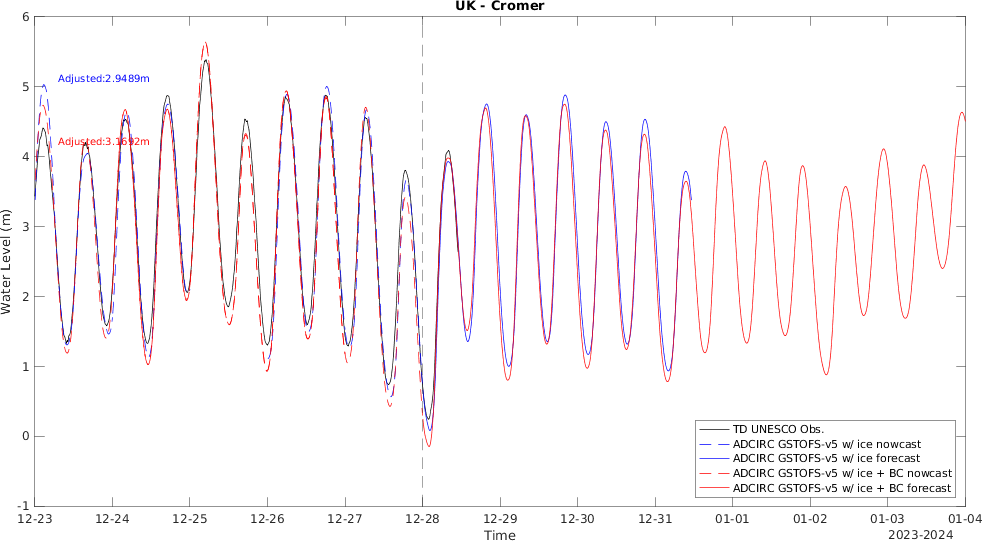 UK - Cromer
6
5
4
3
2
1
0
-1
Water Level (m)
Adjusted:2.9489m
Adjusted:3.1692m
TD UNESCO Obs.
ADCIRC GSTOFS-v5 w/ ice nowcast
ADCIRC GSTOFS-v5 w/ ice forecast
ADCIRC GSTOFS-v5 w/ ice + BC nowcast
ADCIRC GSTOFS-v5 w/ ice + BC forecast
12-23 12-24 12-25 12-26 12-27 12-28 12-29 12-30 12-31 01-01 01-02 01-03 01-04
Time
2023-2024